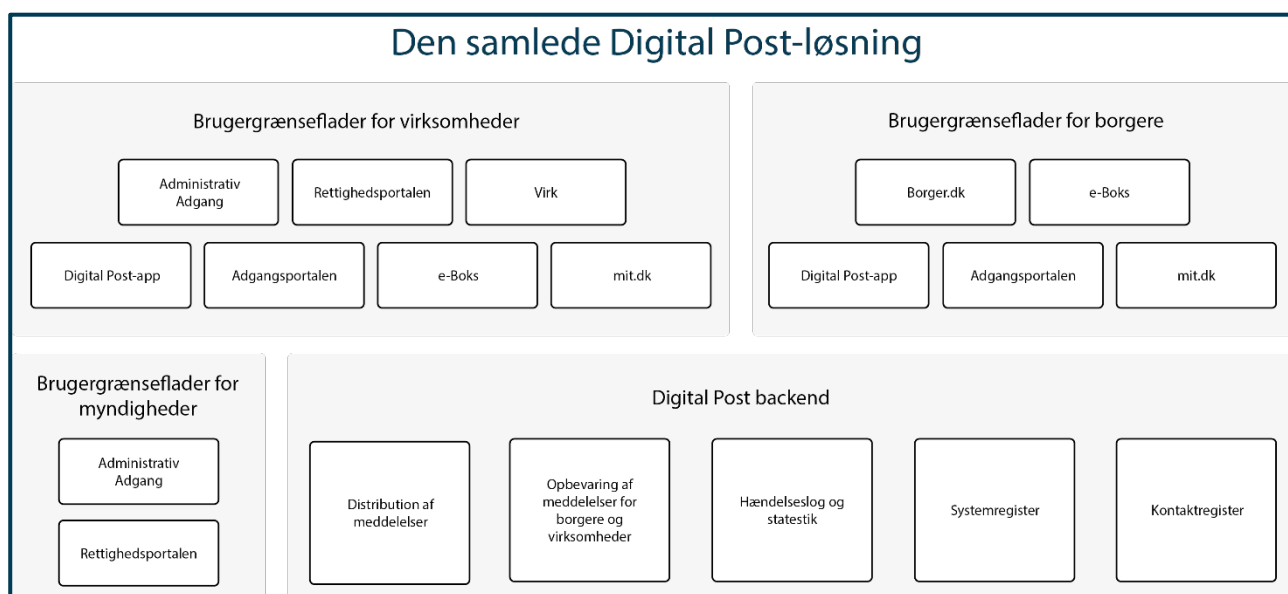 Den samlede Digital Post-løsning
Brugergrænseflader for virksomheder
Administrativ
Adgang
Rettighedsportalen
Virk
Digital Post-app
Adgangsportalen
e-Boks
mit.dk
Brugergrænseflader for borgere
Borger.dk
e-Boks
Digital Post-app
Adgangsportalen
mit.dk
Brugergrænseflader for
myndigheder
Administrativ
Adgang
Rettighedsportalen
Digital Post backend
Distribution af
meddelelser
Opbevaring af
meddelelser for
borgere og
virksomheder
Hændelseslog og
statestik
Systemregister
Kontaktregister